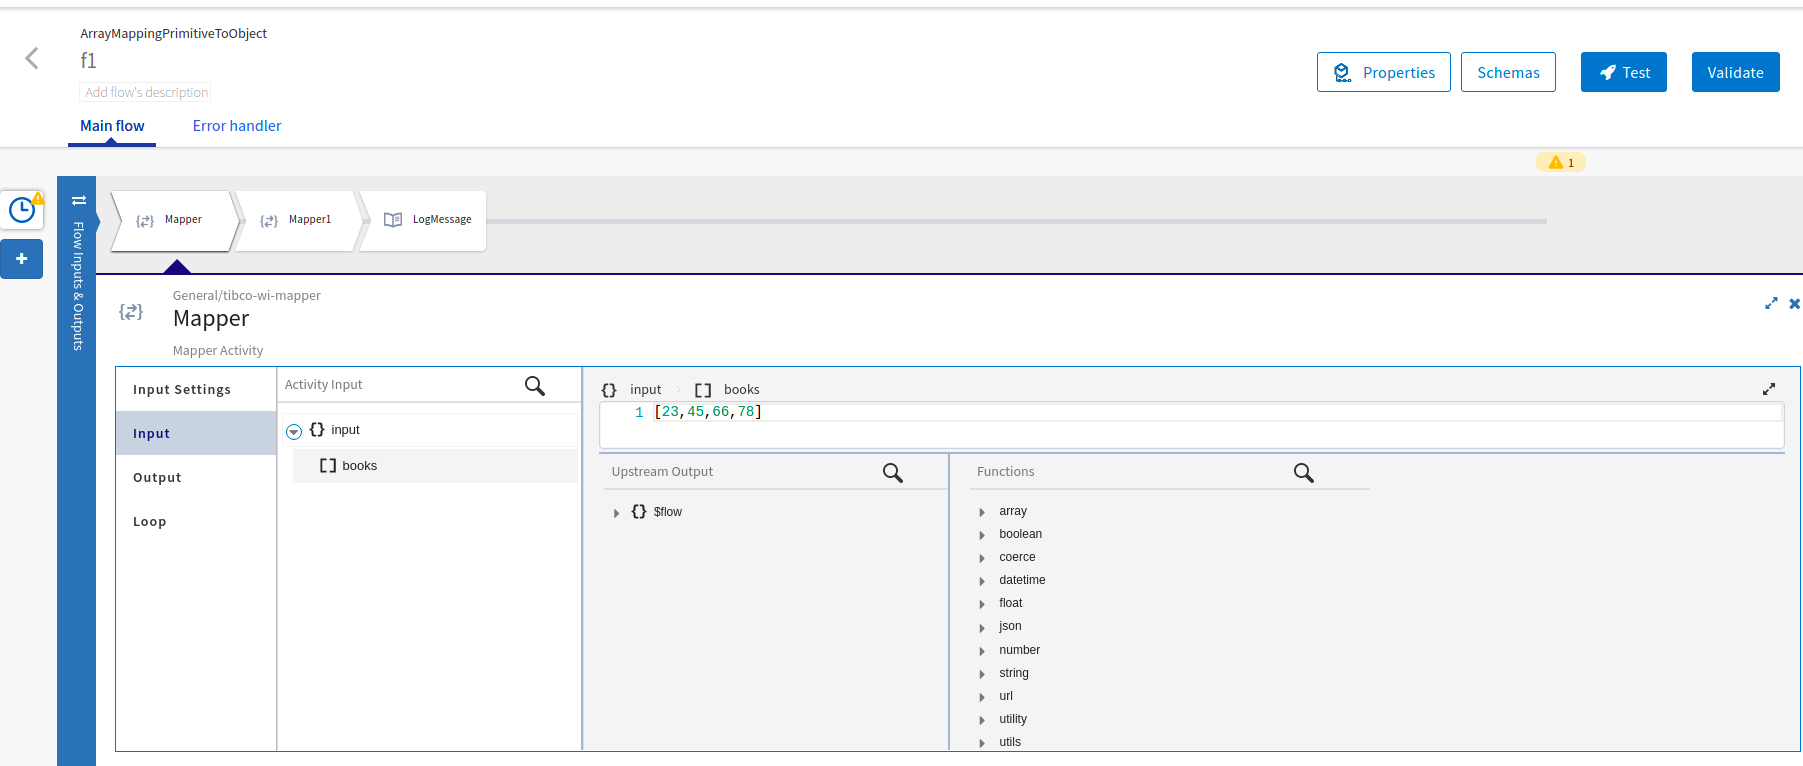 ArrayMappingPrimitiveToObject
f1
Add flow's description
Properties
Schemas
Test
Validate
Main flow
Error handler
1
Flow Inputs & Outputs
Mapper
Mapper1
LogMessage
General/tibco-wi-mapper
Mapper
Mapper Activity
Input Settings
Input
Output
Loop
Activity Input
{} input
[] books
{} input > [] books
1 [23,45,66,78]
Upstream Output
{} $flow
Functions
array
boolean
coerce
datetime
float
json
number
string
url
utility
utils